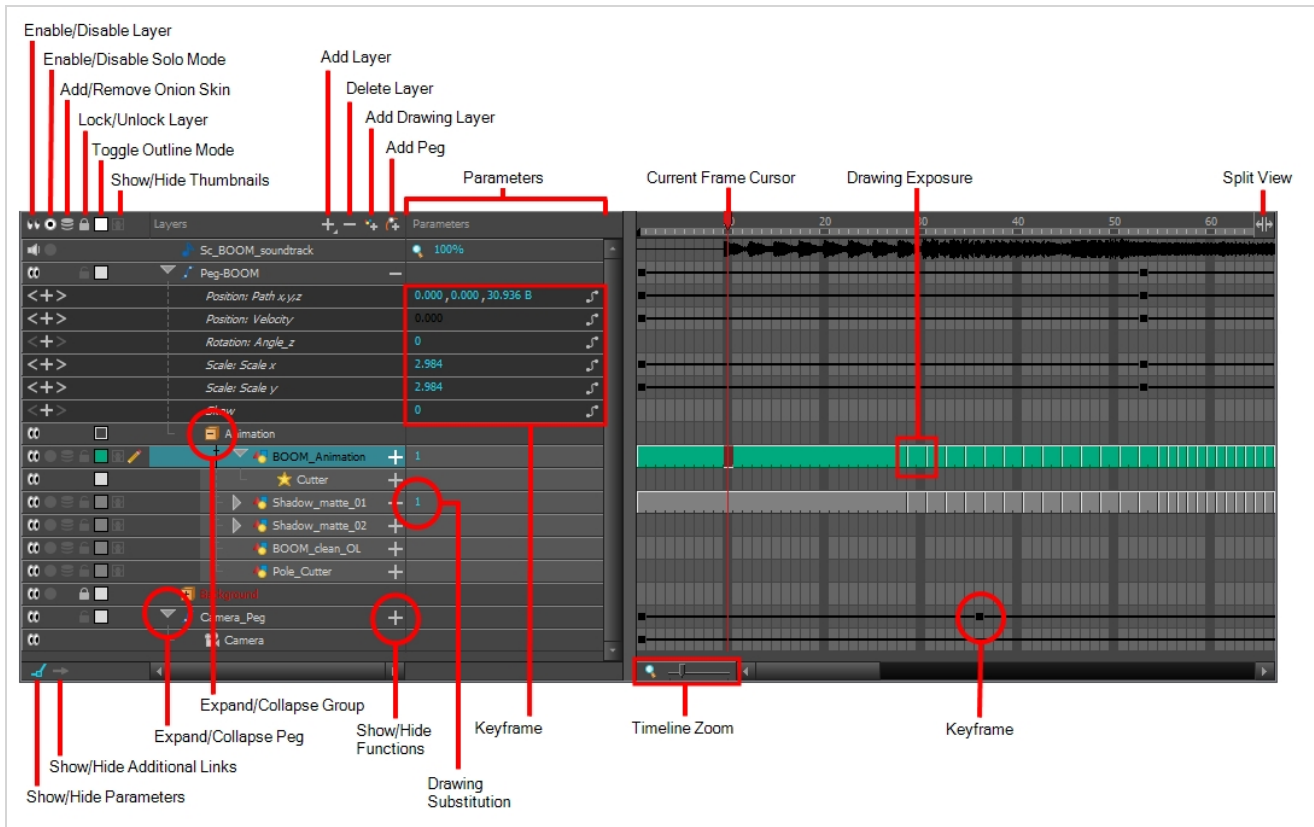 Enable/Disable Layer
Enable/Disable Solo Mode
Add Layer
Add/Remove Onion Skin
Delete Layer
Lock/Unlock Layer
Add Drawing Layer
Toggle Outline Mode
Add Peg
Show/Hide Thumbnails
Parameters
Current Frame Cursor
Drawing Exposure
Split View
Layers
Parameters
20
30
40
50
60
Sc_BOOM_soundtrack
100%
Peg-BOOM
Position: Path x,y,z
0.000 , 0.000 , 30.936 B
Position: Velocity
0.000
Rotation: Angle_z
0
Scale: Scale x
2.984
Scale: Scale y
2.984
0
Animation
BOOM_Animation
1
Cutter
Shadow_matte_01
1
Shadow_matte_02
BOOM_clean_OL
Pole_Cutter
Background
Camera_Peg
Camera
Expand/Collapse Group
Expand/Collapse Peg
Show/Hide Functions
Keyframe
Timeline Zoom
Keyframe
Show/Hide Additional Links
Show/Hide Parameters
Drawing
Substitution